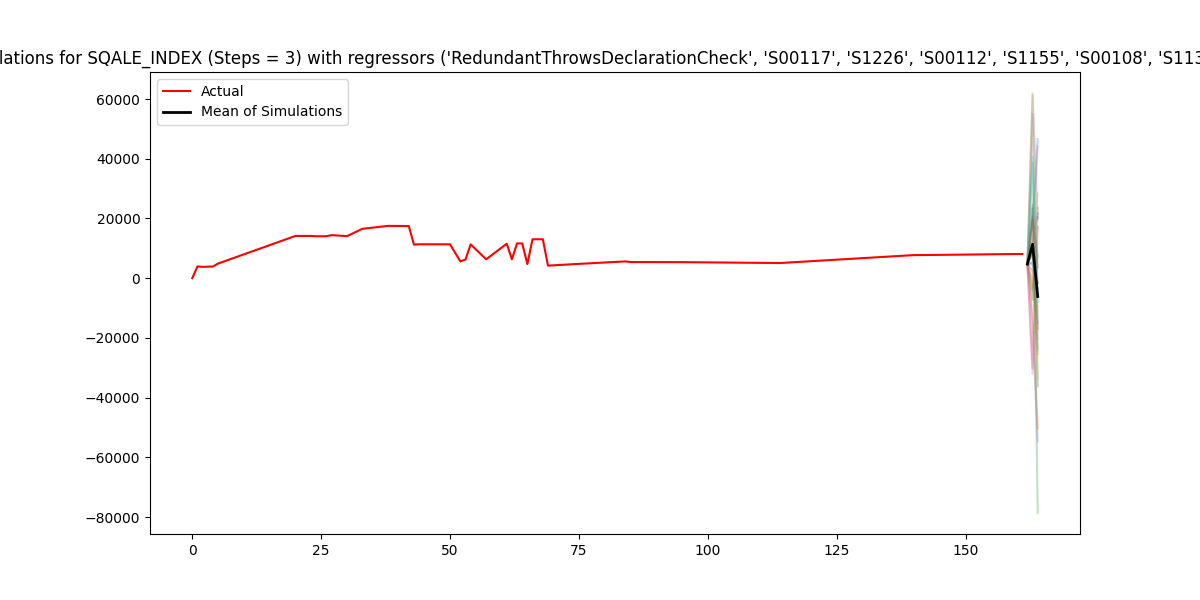 lations for SQALE_INDEX (Steps = 3) with regressors ('RedundantThrowsDeclarationCheck', 'S00117', 'S1226', 'S00112', 'S1155', 'S00108', 'S113
Actual
Mean of Simulations
60000
40000
20000
0
−20000
−40000
−60000
−80000
0 25 50 75 100 125 150